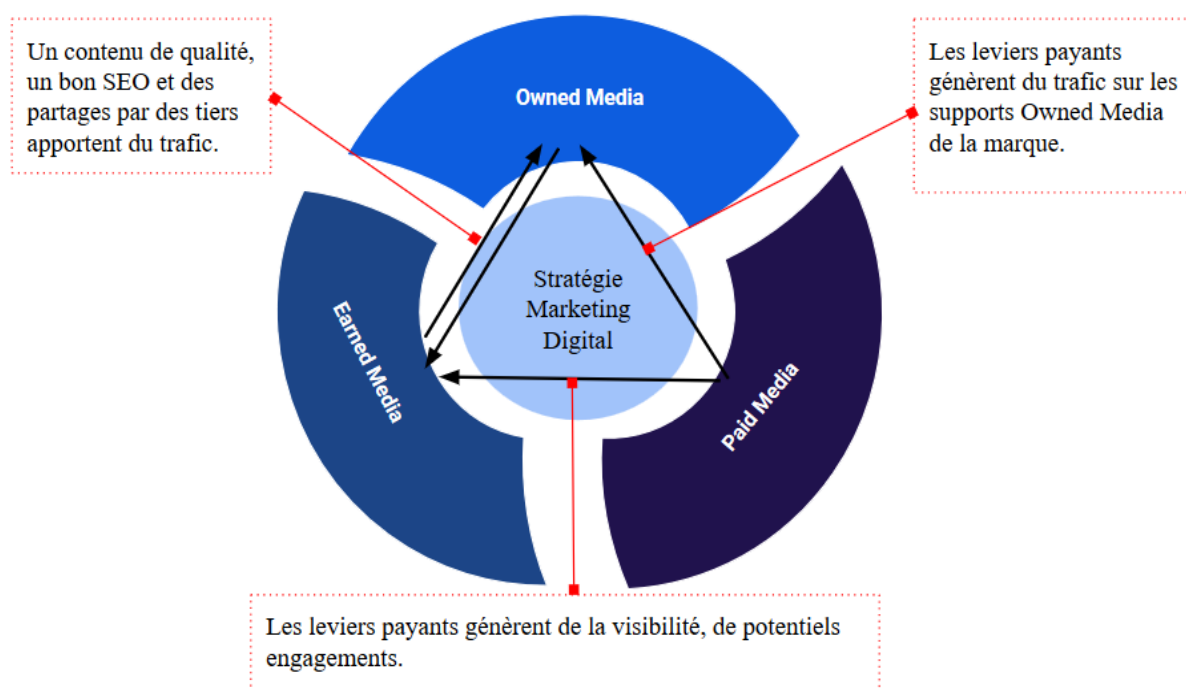 Un contenu de qualité,
un bon SEO et des
partages par des tiers
apportent du trafic.
Owned Media
Les leviers payants
génèrent du trafic sur les
supports Owned Media
de la marque.
Stratégie
Marketing
Digital
Earned Media
Paid Media
Les leviers payants génèrent de la visibilité, de potentiels
engagements.